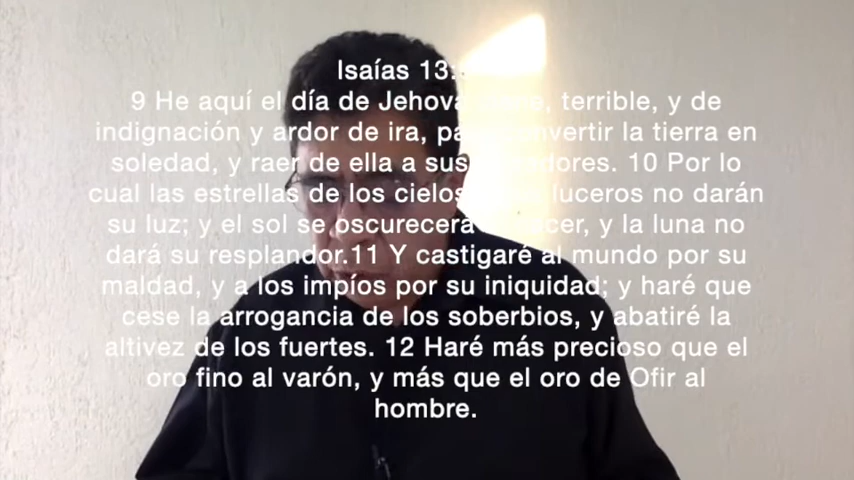 Isaías 13:
9 He aquí el día de Jehová terrible, y de
indignación y ardor de ira, convertir la tierra en
soledad, y raer de ella a sus 10 Por lo
cual las estrellas de los cielos luceros no darán
su luz; y el sol se oscurecerá y la luna no
dará su resplandor.11 Y castigaré al mundo por su
maldad, y a los impíos por su iniquidad; y haré que
cese la arrogancia de los soberbios, y abatiré la
altivez de los fuertes. 12 Haré más precioso que el
oro fino al varón, y más que el oro de Ofir al
hombre.